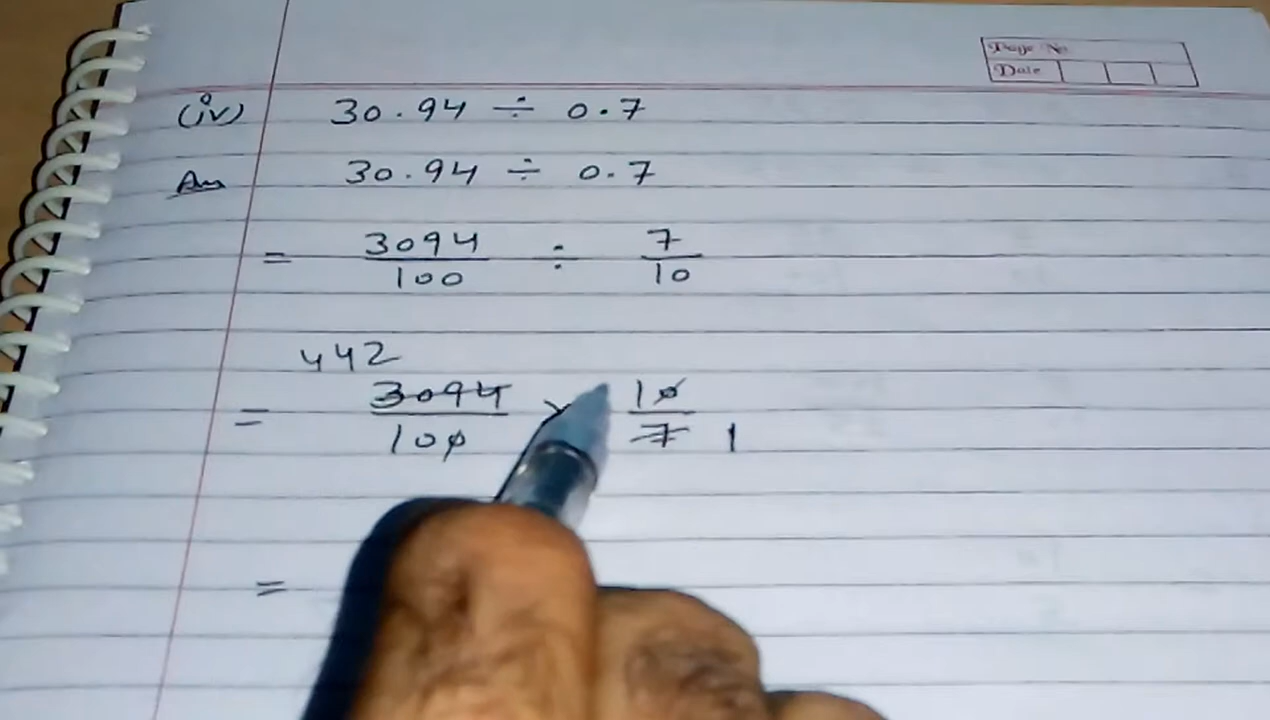 Page No
Date
(iv) 30.94 ÷ 0.7
Ans 30.94 ÷ 0.7
= 3094/100 ÷ 7/10
442
= 3094/100 × 10/7 1
=